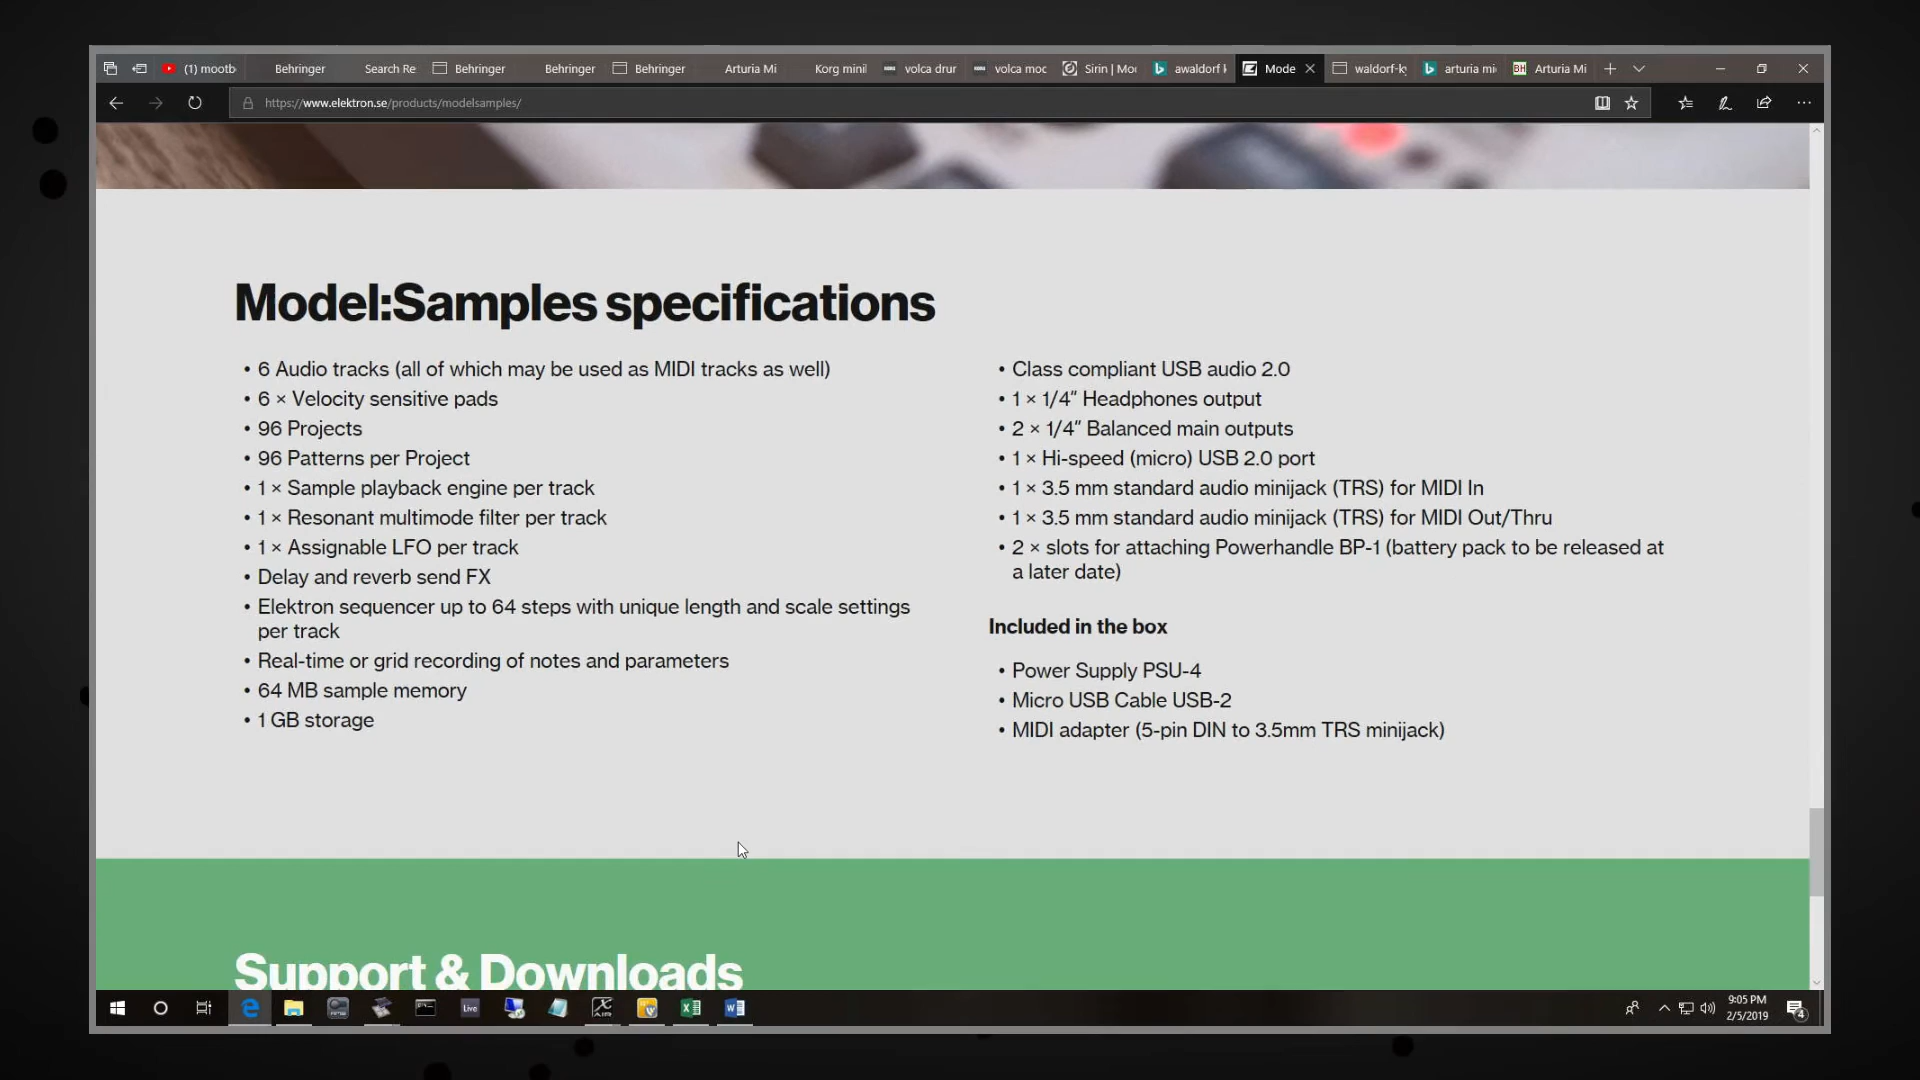 (1) mootb
Behringer
Search Re
Behringer
Behringer
Behringer
Arturia Mi
Korg mini
volca drur
volca moc
Sirin | Moo
awaldorf k
Mode
waldorf-ky
arturia mi
BH Arturia Mi
https://www.elektron.se/products/modelsamples/
Model:Samples specifications
• 6 Audio tracks (all of which may be used as MIDI tracks as well)
• 6 × Velocity sensitive pads
• 96 Projects
• 96 Patterns per Project
• 1 × Sample playback engine per track
• 1 × Resonant multimode filter per track
• 1 × Assignable LFO per track
• Delay and reverb send FX
• Elektron sequencer up to 64 steps with unique length and scale settings
per track
• Real-time or grid recording of notes and parameters
• 64 MB sample memory
• 1 GB storage
• Class compliant USB audio 2.0
• 1 × 1/4” Headphones output
• 2 × 1/4” Balanced main outputs
• 1 × Hi-speed (micro) USB 2.0 port
• 1 × 3.5 mm standard audio minijack (TRS) for MIDI In
• 1 × 3.5 mm standard audio minijack (TRS) for MIDI Out/Thru
• 2 × slots for attaching Powerhandle BP-1 (battery pack to be released at
a later date)
Included in the box
• Power Supply PSU-4
• Micro USB Cable USB-2
• MIDI adapter (5-pin DIN to 3.5mm TRS minijack)
Support & Downloads
Live
9:05 PM
2/5/2019
4